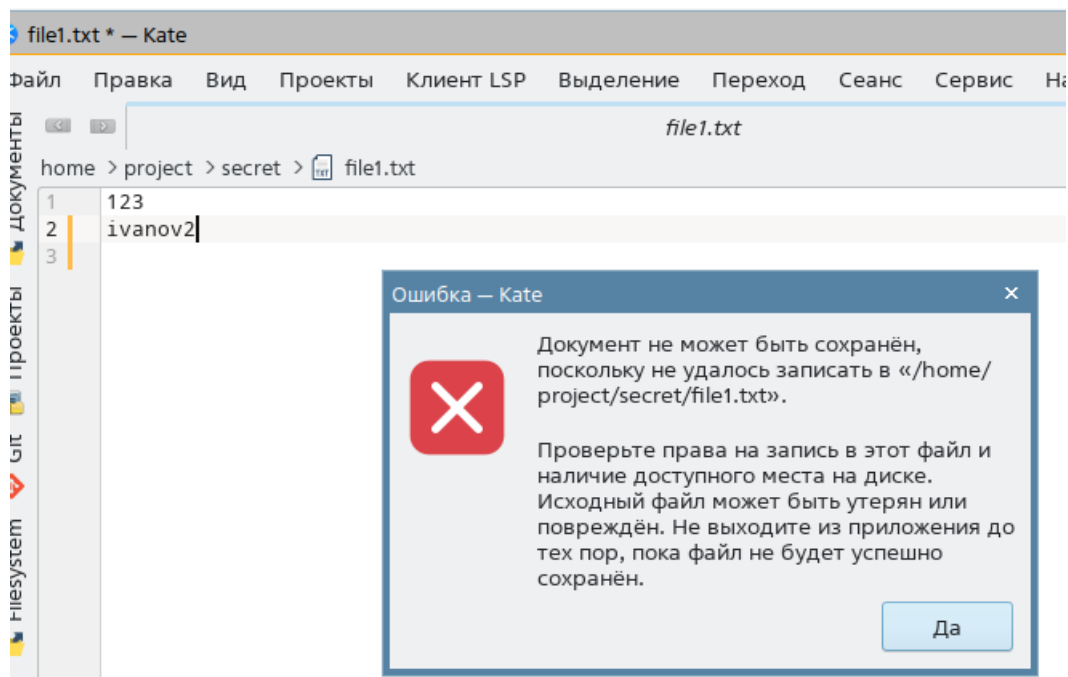 file1.txt * — Kate
Файл Правка Вид Проекты Клиент LSP Выделение Переход Сеанс Сервис
file1.txt
home > project > secret > file1.txt
1 123
2 ivanov2
3
Документы
Проекты
Git
Filesystem
Ошибка — Kate
Документ не может быть сохранён,
поскольку не удалось записать в «/home/
project/secret/file1.txt».
Проверьте права на запись в этот файл и
наличие доступного места на диске.
Исходный файл может быть утерян или
повреждён. Не выходите из приложения до
тех пор, пока файл не будет успешно
сохранён.
Да